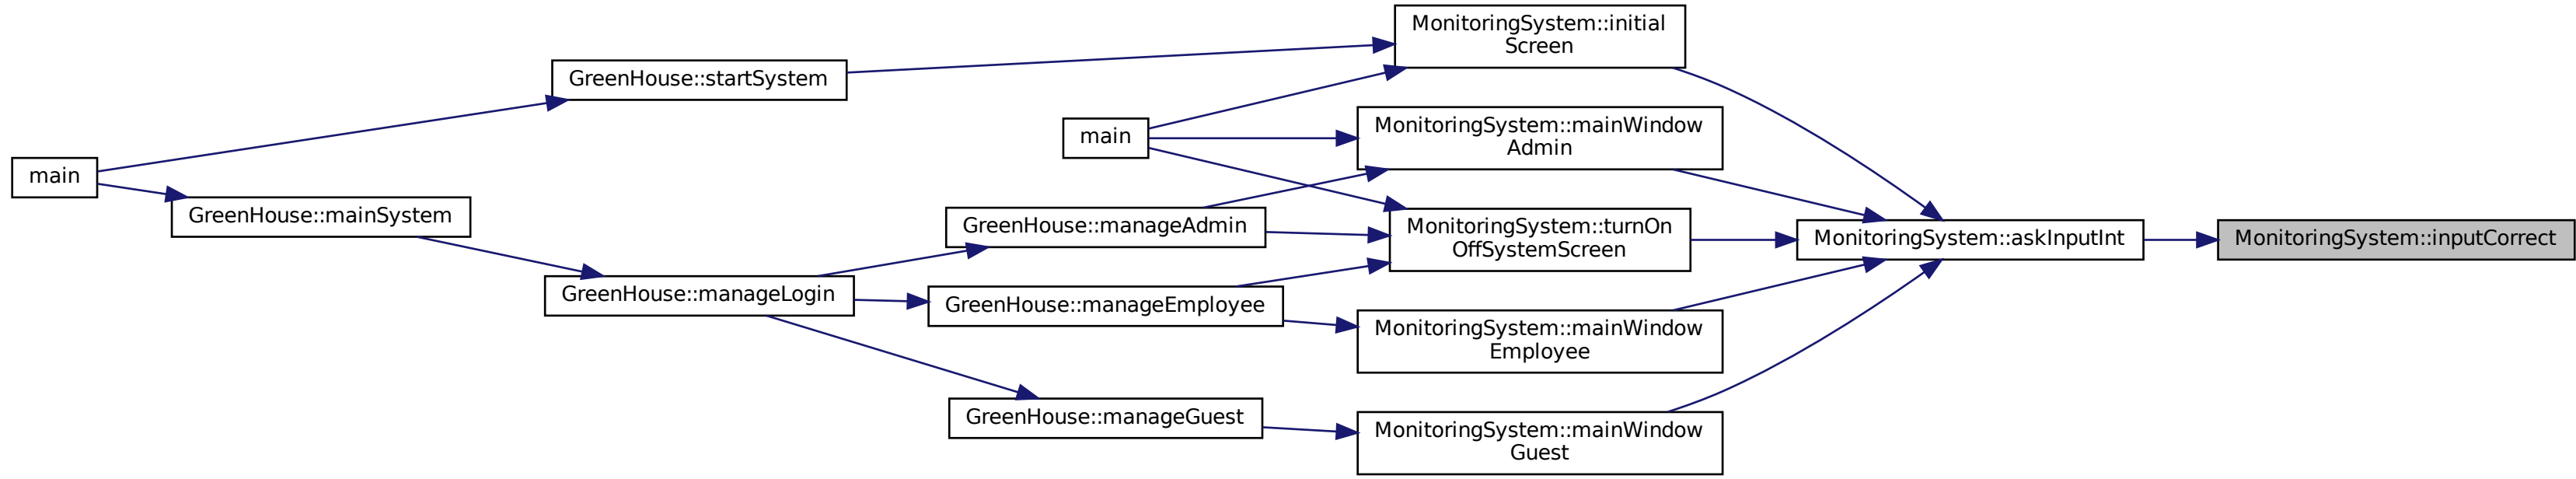 MonitoringSystem::initial
Screen
GreenHouse::startSystem
main
MonitoringSystem::mainWindow
Admin
main
GreenHouse::mainSystem
GreenHouse::manageAdmin
MonitoringSystem::turnOn
OffSystemScreen
MonitoringSystem::askInputInt
MonitoringSystem::inputCorrect
GreenHouse::manageLogin
GreenHouse::manageEmployee
MonitoringSystem::mainWindow
Employee
GreenHouse::manageGuest
MonitoringSystem::mainWindow
Guest